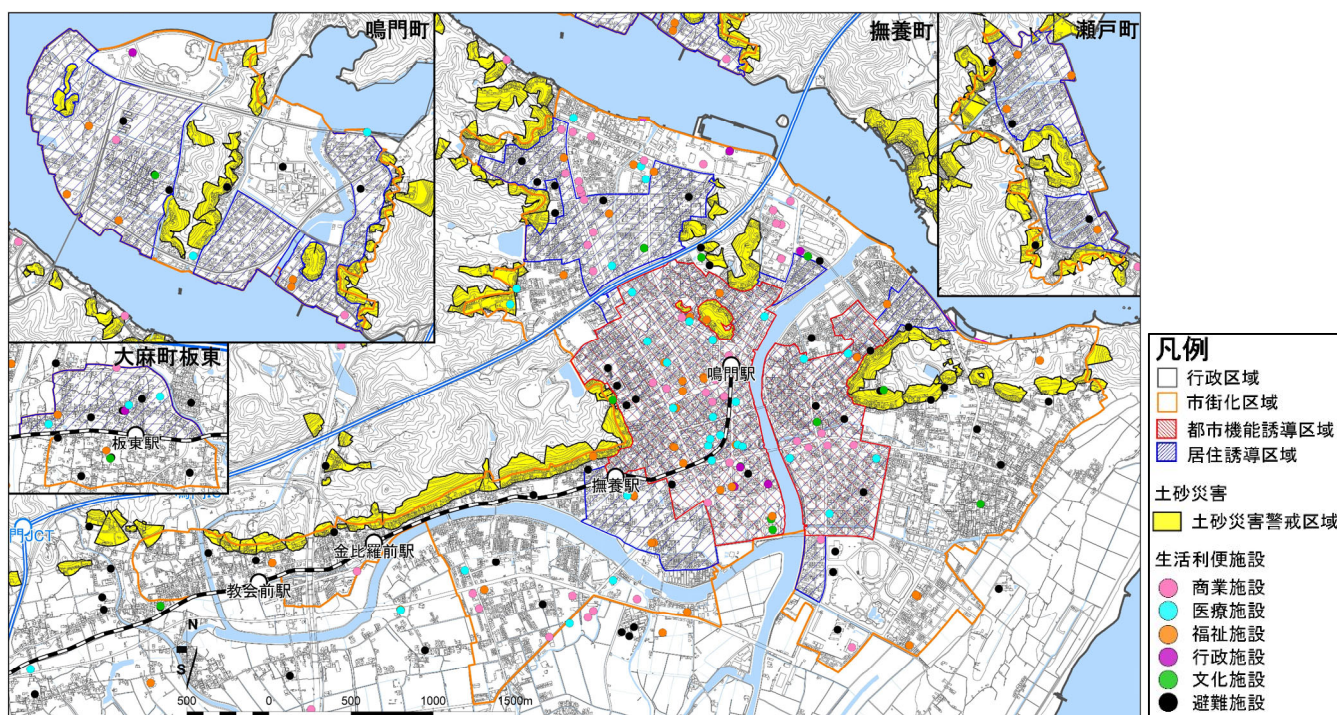 鳴門町
撫養町
瀬戸町
大麻町板東
板東駅
鳴門駅
撫養駅
金比羅前駅
教会前駅
門JCT
N
S
500 0 500 1000 1500m
凡例
行政区域
市街化区域
都市機能誘導区域
居住誘導区域
土砂災害
土砂災害警戒区域
生活利便施設
商業施設
医療施設
福祉施設
行政施設
文化施設
避難施設